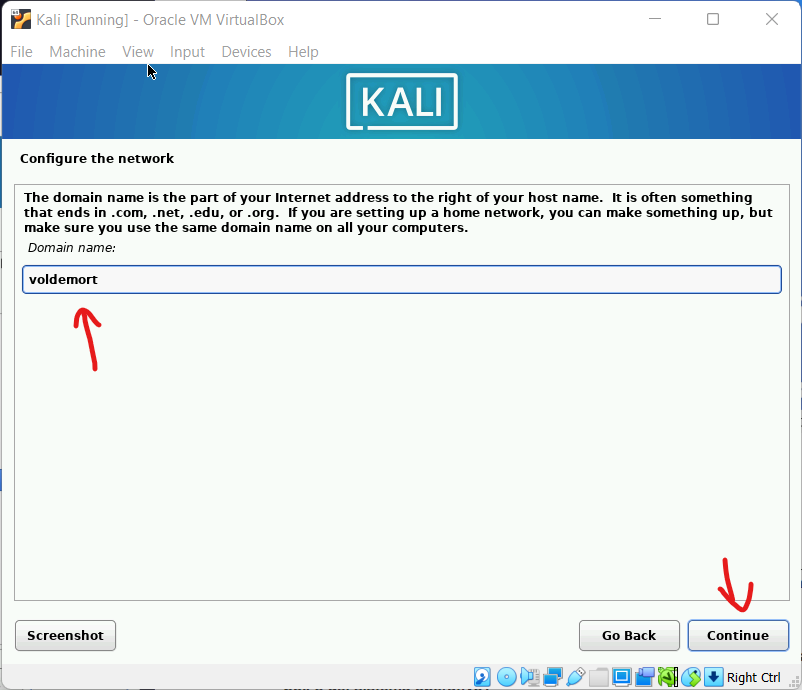 Kali [Running] - Oracle VM VirtualBox
File Machine View Input Devices Help
KALI
Configure the network
The domain name is the part of your Internet address to the right of your host name. It is often something
that ends in .com, .net, .edu, or .org. If you are setting up a home network, you can make something up, but
make sure you use the same domain name on all your computers.
Domain name:
voldemort
Screenshot Go Back Continue
Right Ctrl